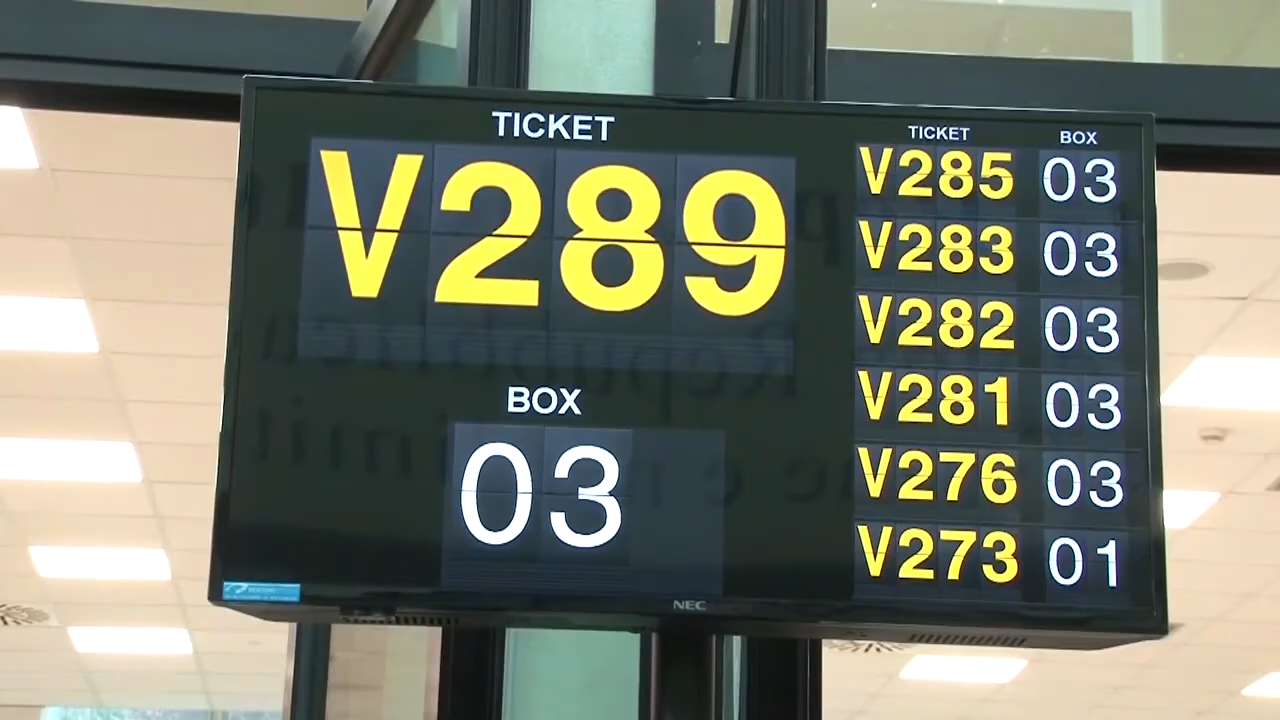 TICKET
V289
BOX
03
TICKET BOX
V285 03
V283 03
V282 03
V281 03
V276 03
V273 01
NEC